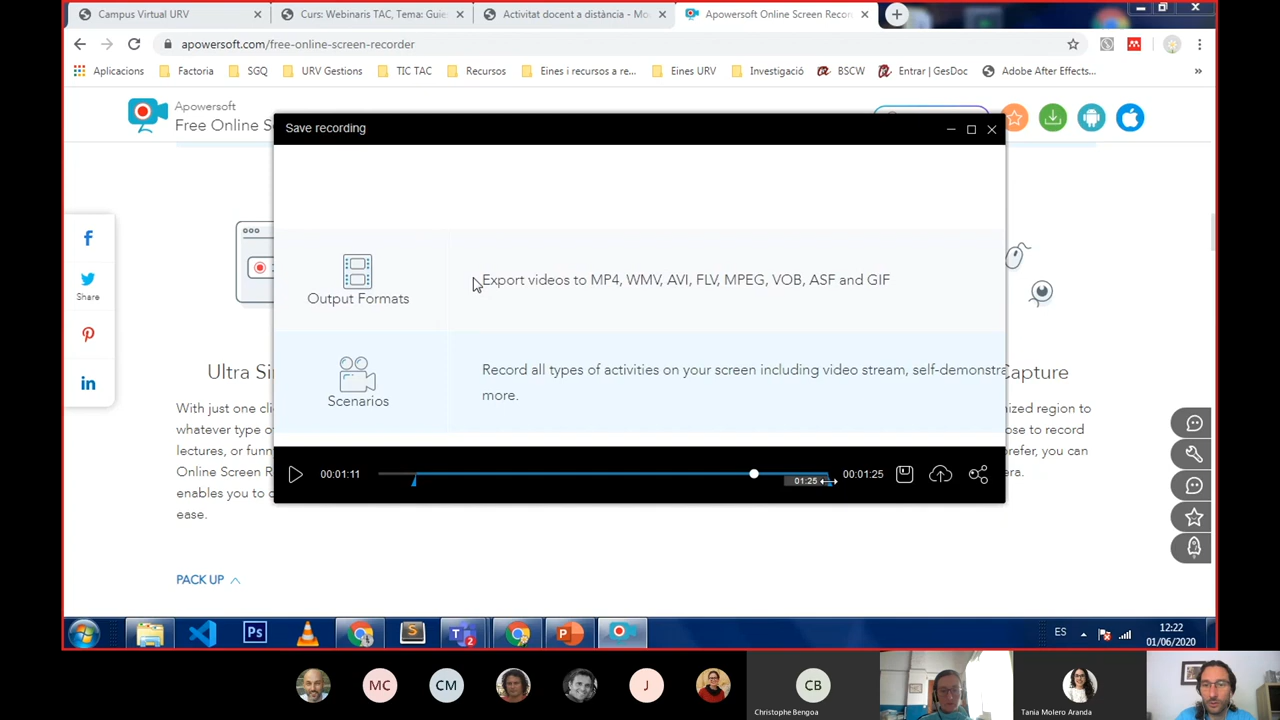 Campus Virtual URV
Curs: Webinaris TAC, Tema: Guie
Activitat docent a distància - Mo
Apowersoft Online Screen Recor
apowersoft.com/free-online-screen-recorder
Aplicacions
Factoria
SGQ
URV Gestions
TIC TAC
Recursos
Eines i recursos a re...
Eines URV
Investigació
BSCW
Entrar | GesDoc
Adobe After Effects...
»
Apowersoft
Free Online S
Save recording
Share
Output Formats
Export videos to MP4, WMV, AVI, FLV, MPEG, VOB, ASF and GIF
Scenarios
Record all types of activities on your screen including video stream, self-demonstra
more.
00:01:11
01:25
00:01:25
Ultra Si
With just one cli
whatever type o
lectures, or funn
Online Screen R
enables you to c
ease.
Capture
nized region to
ose to record
refer, you can
era.
PACK UP
Ps
S
2
ES
12:22
01/06/2020
MC
CM
J
CB
Christophe Bengoa
Tania Molero Aranda